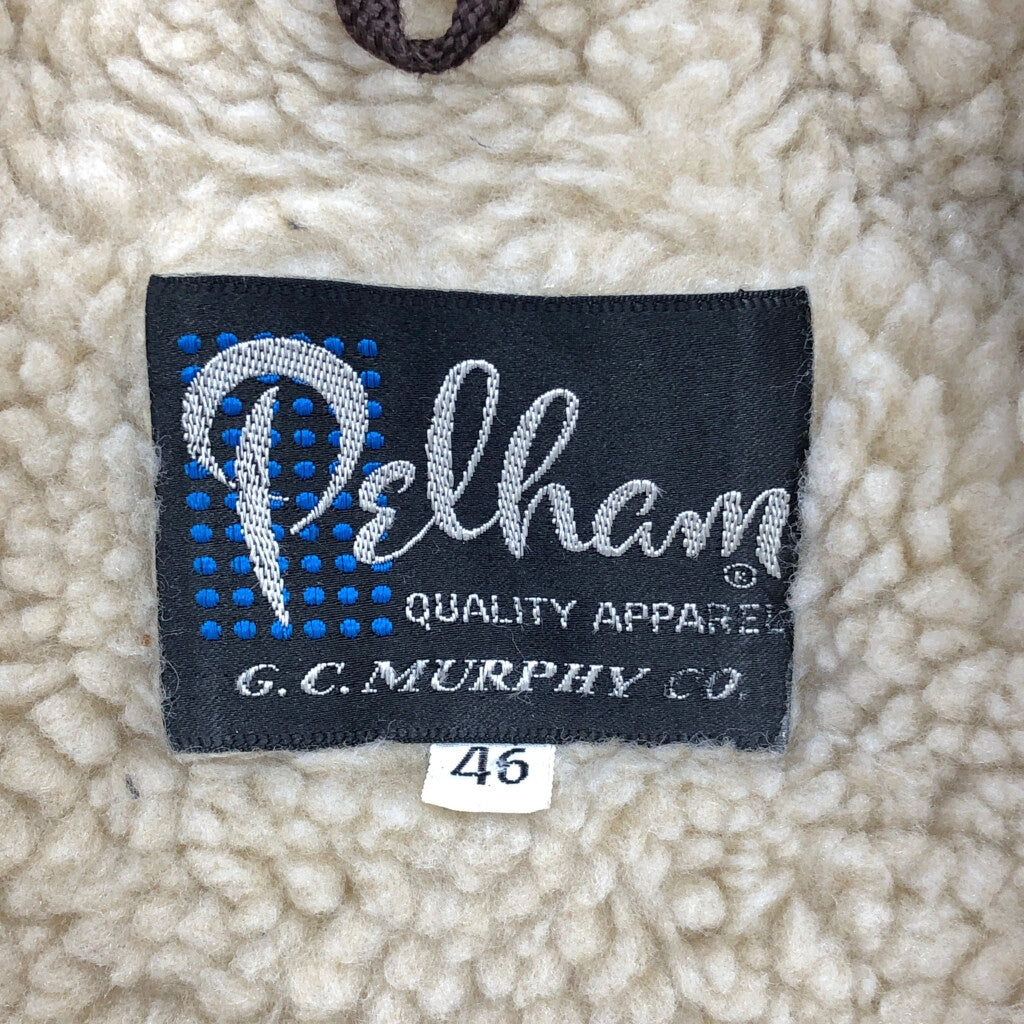 Pelham®
QUALITY APPAREL
G.C. MURPHY CO.
46